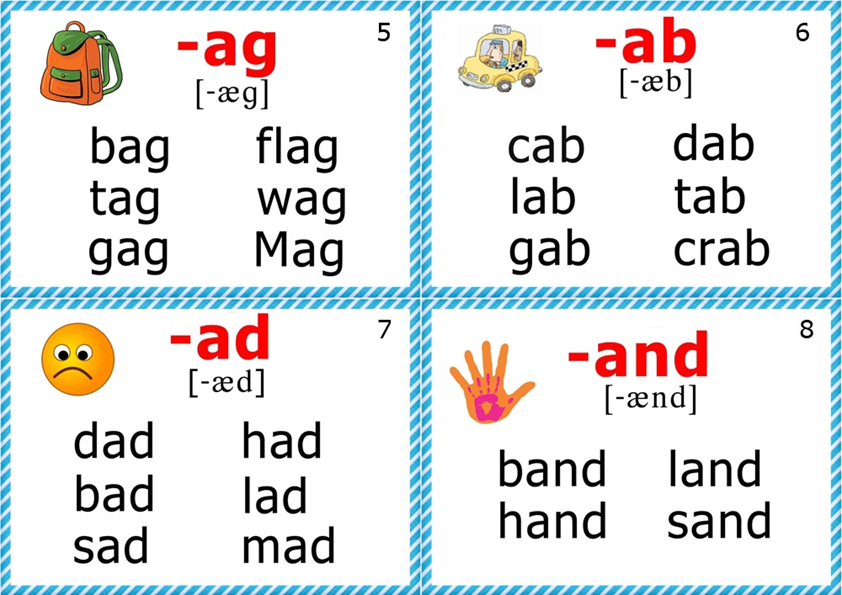 5
-ag
[-æg]
bag flag
tag wag
gag Mag
6
-ab
[-æb]
cab dab
lab tab
gab crab
7
-ad
[-æd]
dad had
bad lad
sad mad
8
-and
[-ænd]
band land
hand sand